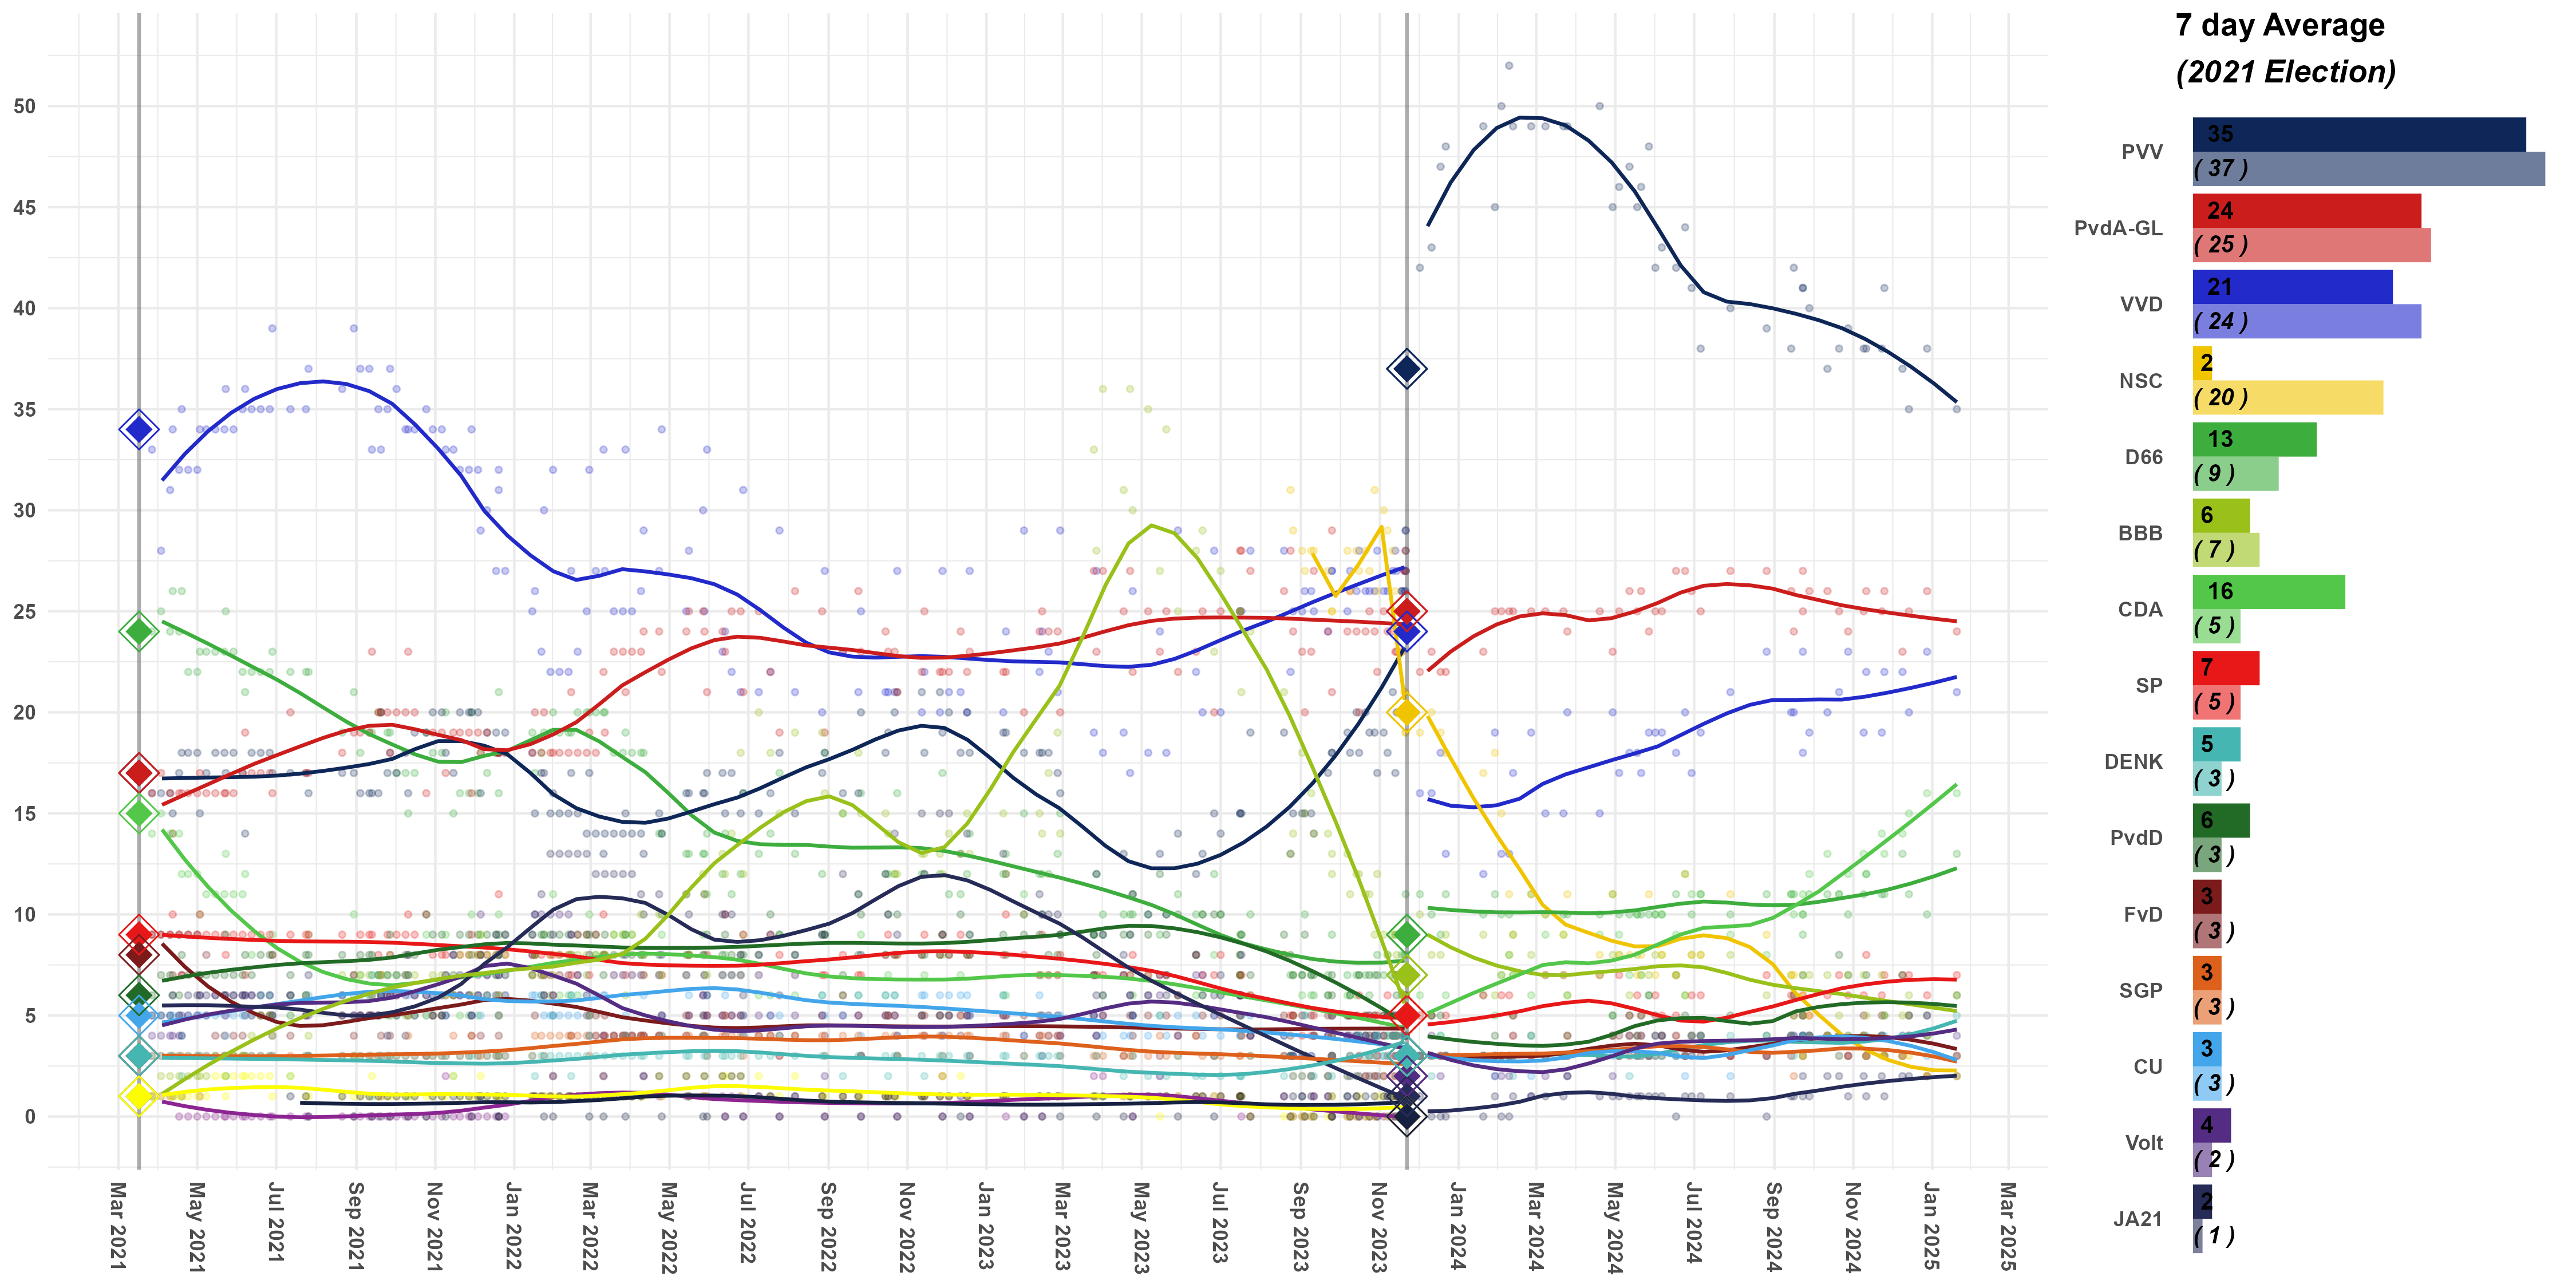 7 day Average
(2021 Election)
50
45
40
35
30
25
20
15
10
5
0
Mar 2021
May 2021
Jul 2021
Sep 2021
Nov 2021
Jan 2022
Mar 2022
May 2022
Jul 2022
Sep 2022
Nov 2022
Jan 2023
Mar 2023
May 2023
Jul 2023
Sep 2023
Nov 2023
Jan 2024
Mar 2024
May 2024
Jul 2024
Sep 2024
Nov 2024
Jan 2025
Mar 2025
PVV
35
( 37 )
PvdA-GL
24
( 25 )
VVD
21
( 24 )
NSC
2
( 20 )
D66
13
( 9 )
BBB
6
( 7 )
CDA
16
( 5 )
SP
7
( 5 )
DENK
5
( 3 )
PvdD
6
( 3 )
FvD
3
( 3 )
SGP
3
( 3 )
CU
3
( 3 )
Volt
4
( 2 )
JA21
2
( 1 )